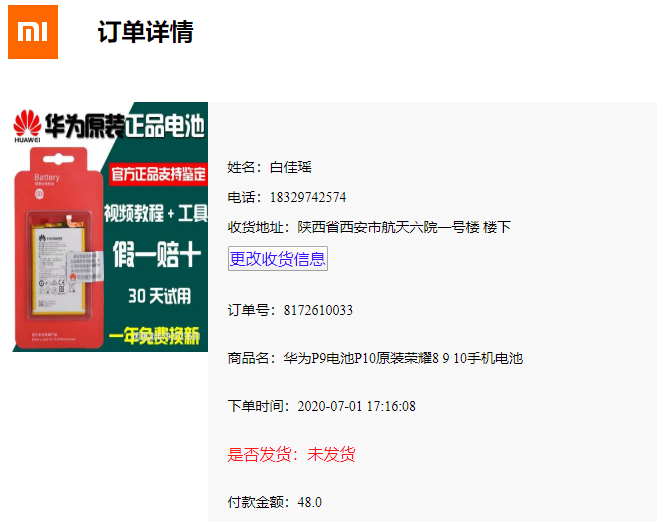 mi
订单详情
HUAWEI
华为原装正品电池
Battery
官方正品支持鉴定
视频教程+工具
假一赔十
HUAWEI
30天试用
一年免费换新
姓名：白佳瑶
电话：18329742574
收货地址：陕西省西安市航天六院一号楼 楼下
更改收货信息
订单号：8172610033
商品名：华为P9电池P10原装荣耀8 9 10手机电池
下单时间：2020-07-01 17:16:08
是否发货：未发货
付款金额：48.0